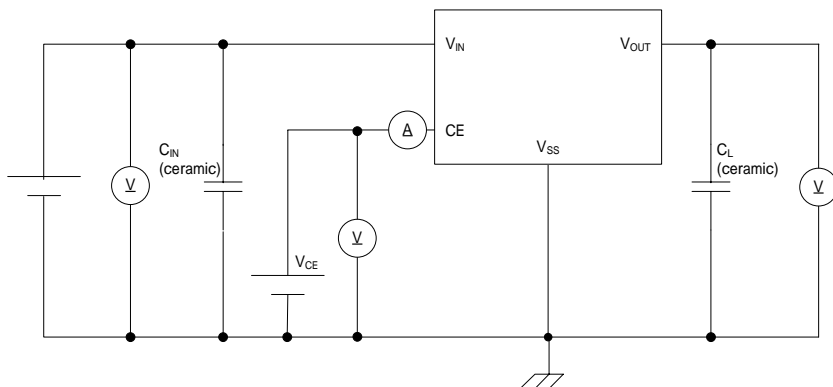 VIN
VOUT
A
CE
CIN
(ceramic)
VSS
CL
(ceramic)
V
V
V
VCE